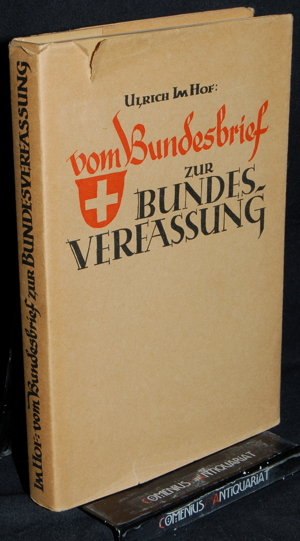 Ulrich Im Hof:
vom Bundesbrief
zur
Bundes-
verfassung
Im Hof: vom Bundesbrief zur Bundesverfassung
Comenius Antiquariat
Comenius Antiquariat